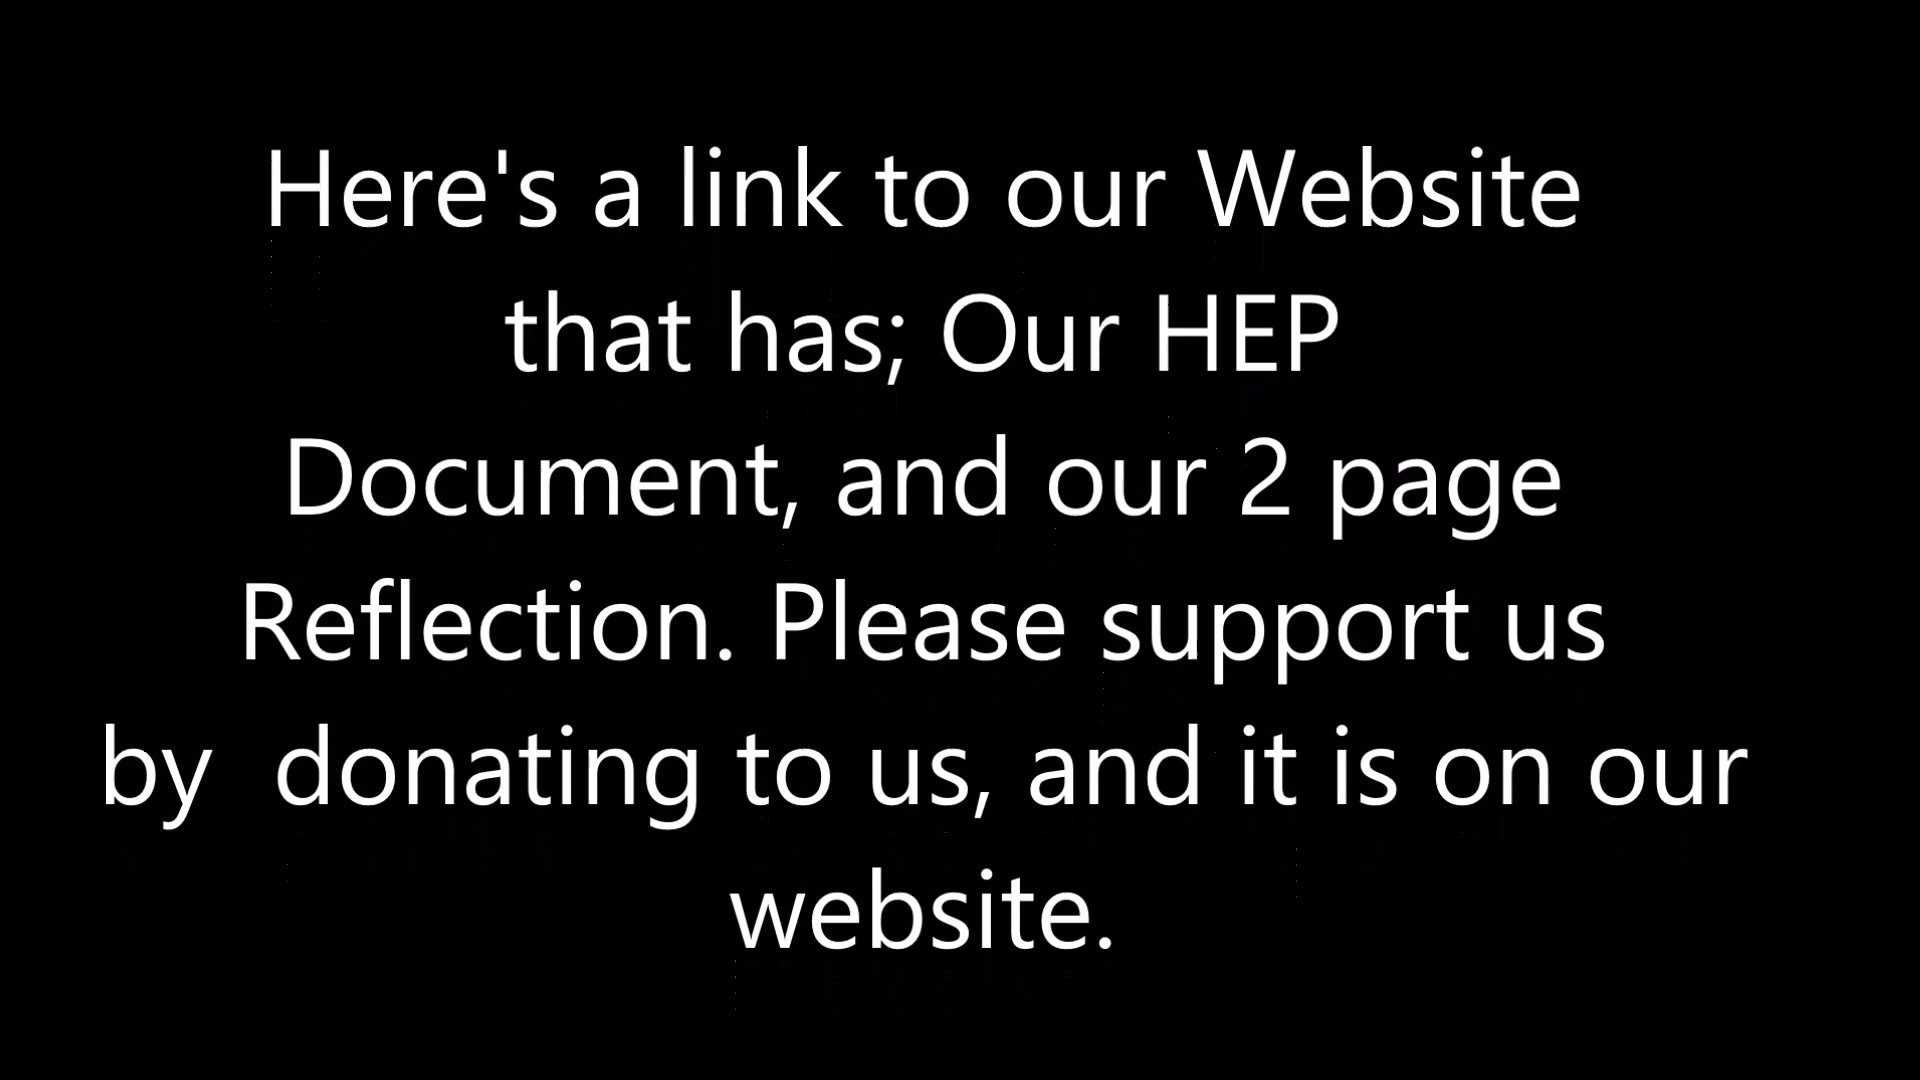 Here's a link to our Website
that has; Our HEP
Document, and our 2 page
Reflection. Please support us
by  donating to us, and it is on our
website.